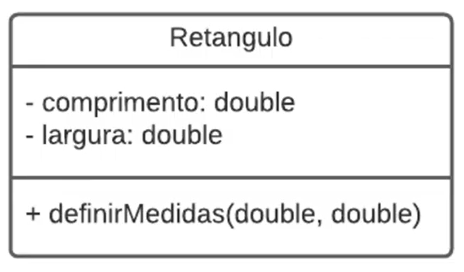 Retangulo
- comprimento: double
- largura: double
+ definirMedidas(double, double)